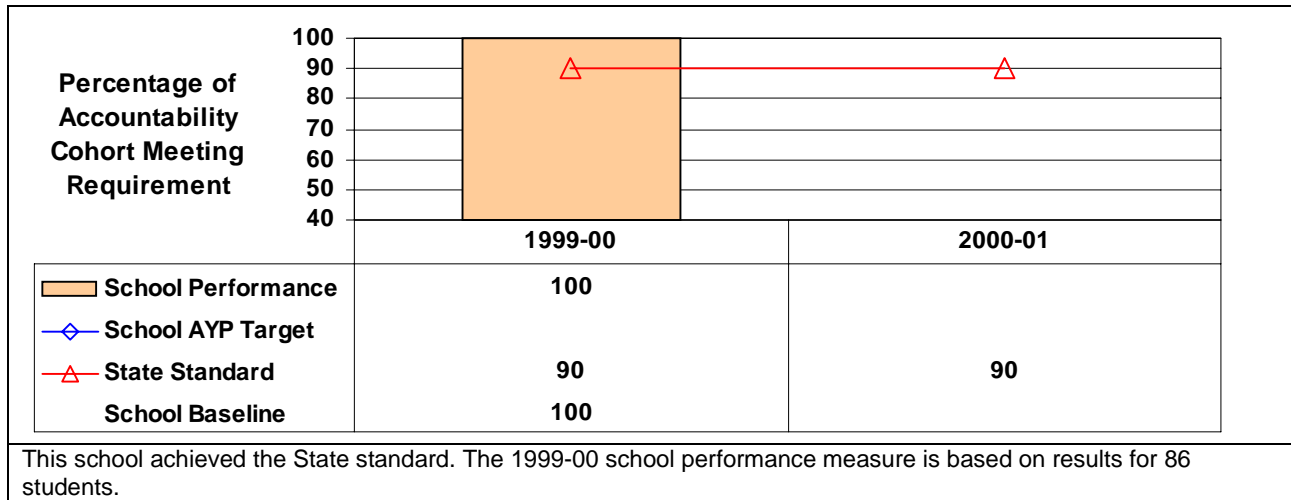 Percentage of
Accountability
Cohort Meeting
Requirement
100
90
80
70
60
50
40
1999-00 2000-01
School Performance 100
School AYP Target
State Standard 90 90
School Baseline 100
This school achieved the State standard. The 1999-00 school performance measure is based on results for 86
students.